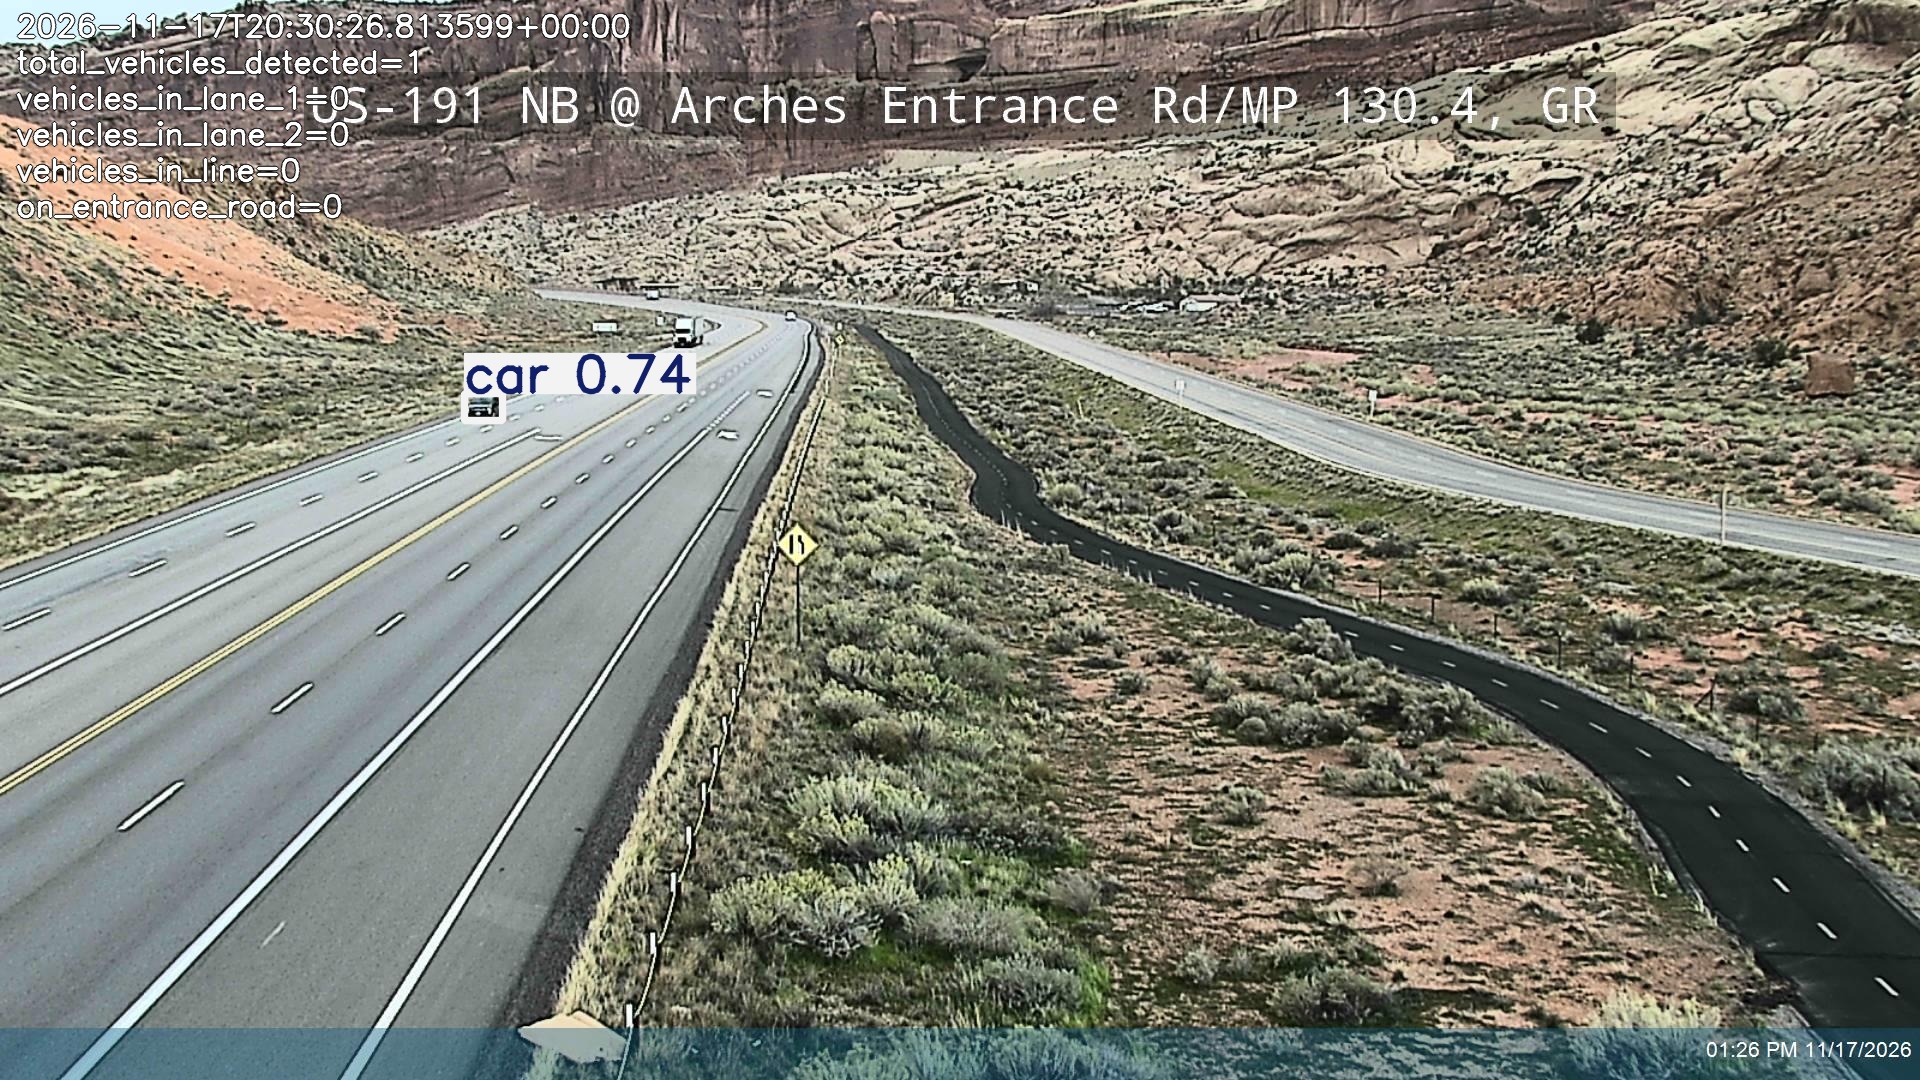 2026-11-17T20:30:26.813599+00:00
total_vehicles_detected=1
vehicles_in_lane_1=0
US-191 NB @ Arches Entrance Rd/MP 130.4, GR
vehicles_in_lane_2=0
vehicles_in_line=0
on_entrance_road=0
car 0.74
01:26 PM 11/17/2026